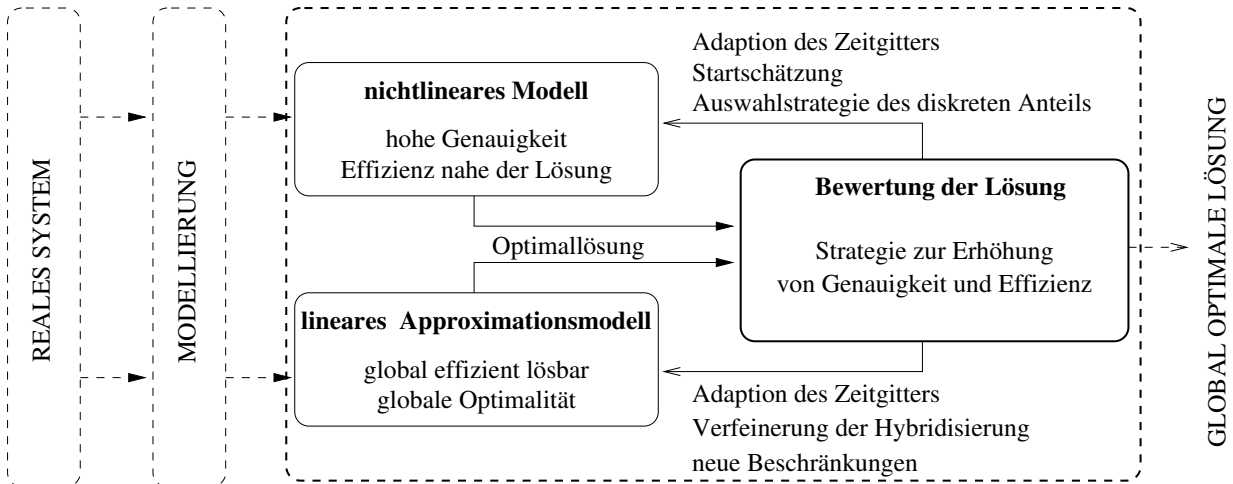 REALES SYSTEM
MODELLIERUNG
nichtlineares Modell
hohe Genauigkeit
Effizienz nahe der Lösung
Adaption des Zeitgitters
Startschätzung
Auswahlstrategie des diskreten Anteils
Optimallösung
Bewertung der Lösung
Strategie zur Erhöhung
von Genauigkeit und Effizienz
lineares Approximationsmodell
global effizient lösbar
globale Optimalität
Adaption des Zeitgitters
Verfeinerung der Hybridisierung
neue Beschränkungen
GLOBAL OPTIMALE LÖSUNG